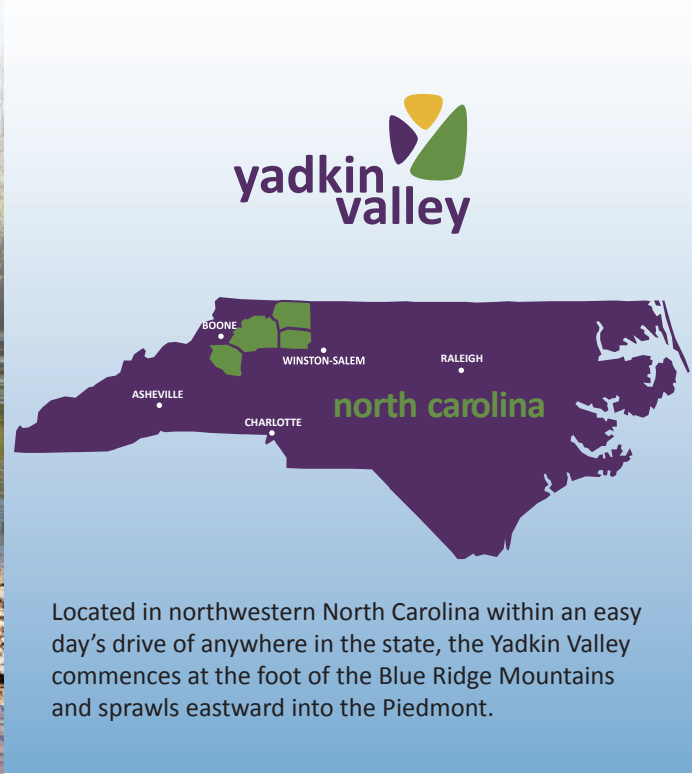 yadkin
valley
BOONE
WINSTON-SALEM
RALEIGH
ASHEVILLE
north carolina
CHARLOTTE
Located in northwestern North Carolina within an easy
day’s drive of anywhere in the state, the Yadkin Valley
commences at the foot of the Blue Ridge Mountains
and sprawls eastward into the Piedmont.